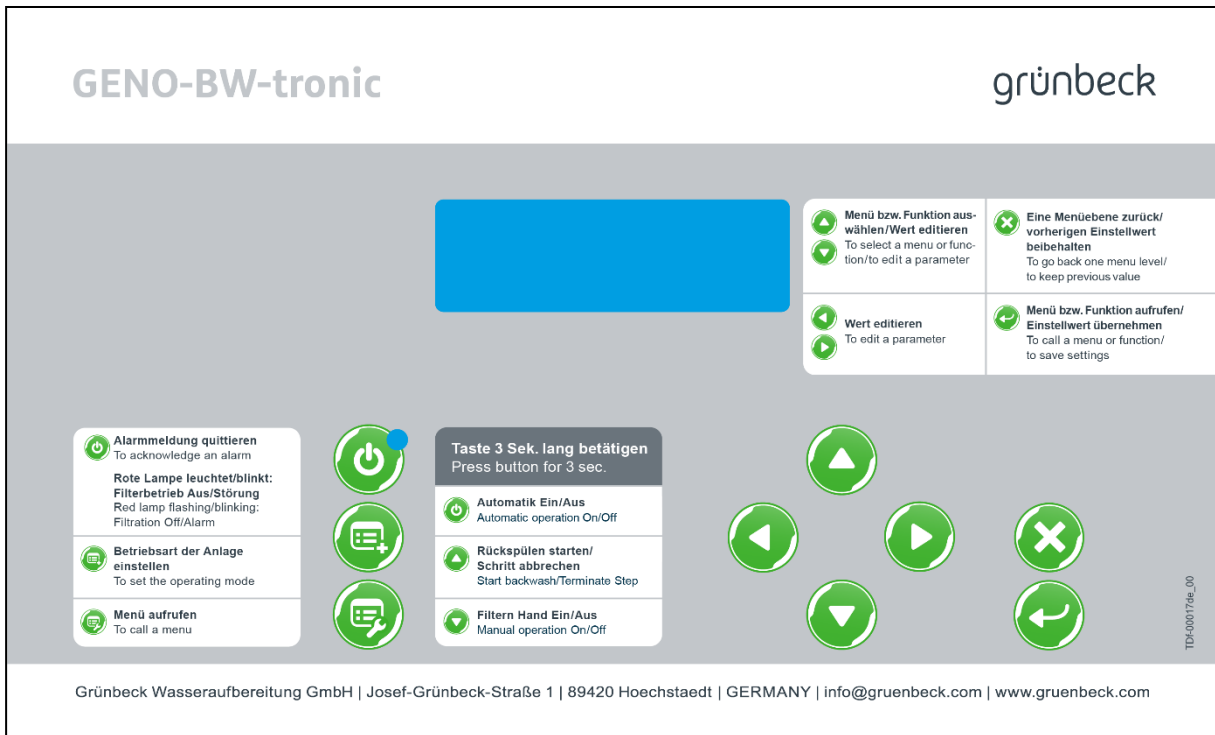 GENO-BW-tronic
grünbeck
Menü bzw. Funktion aus-
wählen/Wert editieren
To select a menu or func-
tion/to edit a parameter
Eine Menüebene zurück/
vorherigen Einstellwert
beibehalten
To go back one menu level/
to keep previous value
Wert editieren
To edit a parameter
Menü bzw. Funktion aufrufen/
Einstellwert übernehmen
To call a menu or function/
to save settings
Alarmmeldung quittieren
To acknowledge an alarm
Rote Lampe leuchtet/blinkt:
Filterbetrieb Aus/Störung
Red lamp flashing/blinking:
Filtration Off/Alarm
Betriebsart der Anlage
einstellen
To set the operating mode
Menü aufrufen
To call a menu
Taste 3 Sek. lang betätigen
Press button for 3 sec.
Automatik Ein/Aus
Automatic operation On/Off
Rückspülen starten/
Schritt abbrechen
Start backwash/Terminate Step
Filtern Hand Ein/Aus
Manual operation On/Off
TDf-00017de_00
Grünbeck Wasseraufbereitung GmbH | Josef-Grünbeck-Straße 1 | 89420 Hoechstaedt | GERMANY | info@gruenbeck.com | www.gruenbeck.com